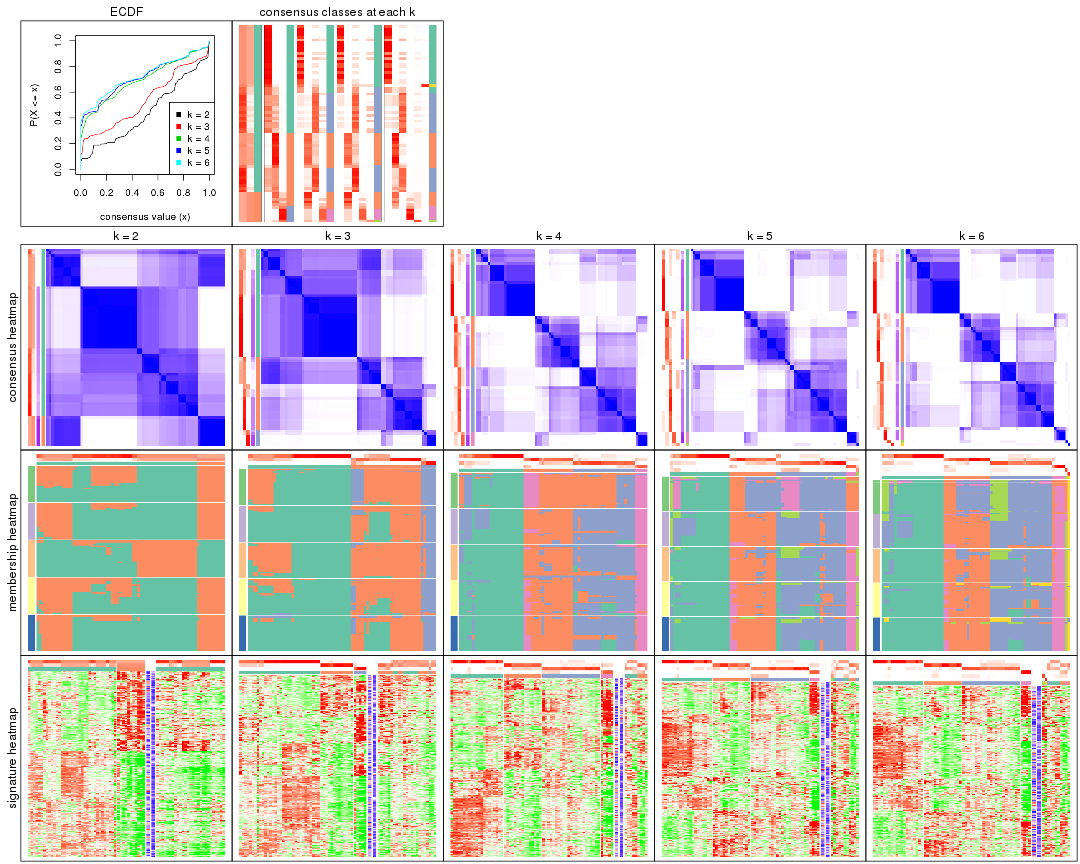 ECDF
consensus classes at each k
P(X <= x)
0.0 0.2 0.4 0.6 0.8 1.0
k = 2
k = 3
k = 4
k = 5
k = 6
0.0 0.2 0.4 0.6 0.8 1.0
consensus value (x)
k = 2
k = 3
k = 4
k = 5
k = 6
consensus heatmap
membership heatmap
signature heatmap